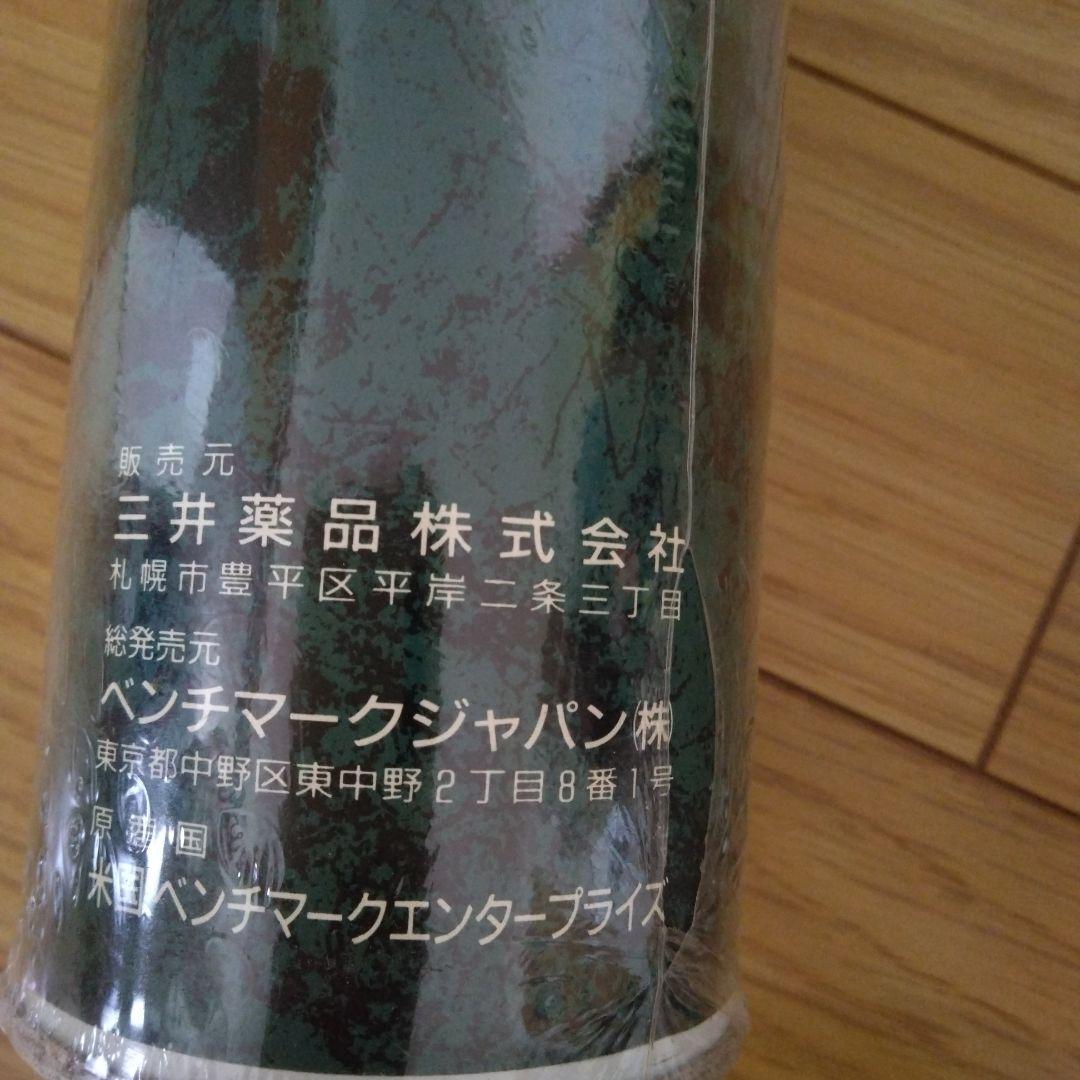 販売元
三井薬品株式会社
札幌市豊平区平岸二条三丁目
総発売元
ベンチマークジャパン(株)
東京都中野区東中野2丁目8番1号
原産国
米国ベンチマークエンタープライズ